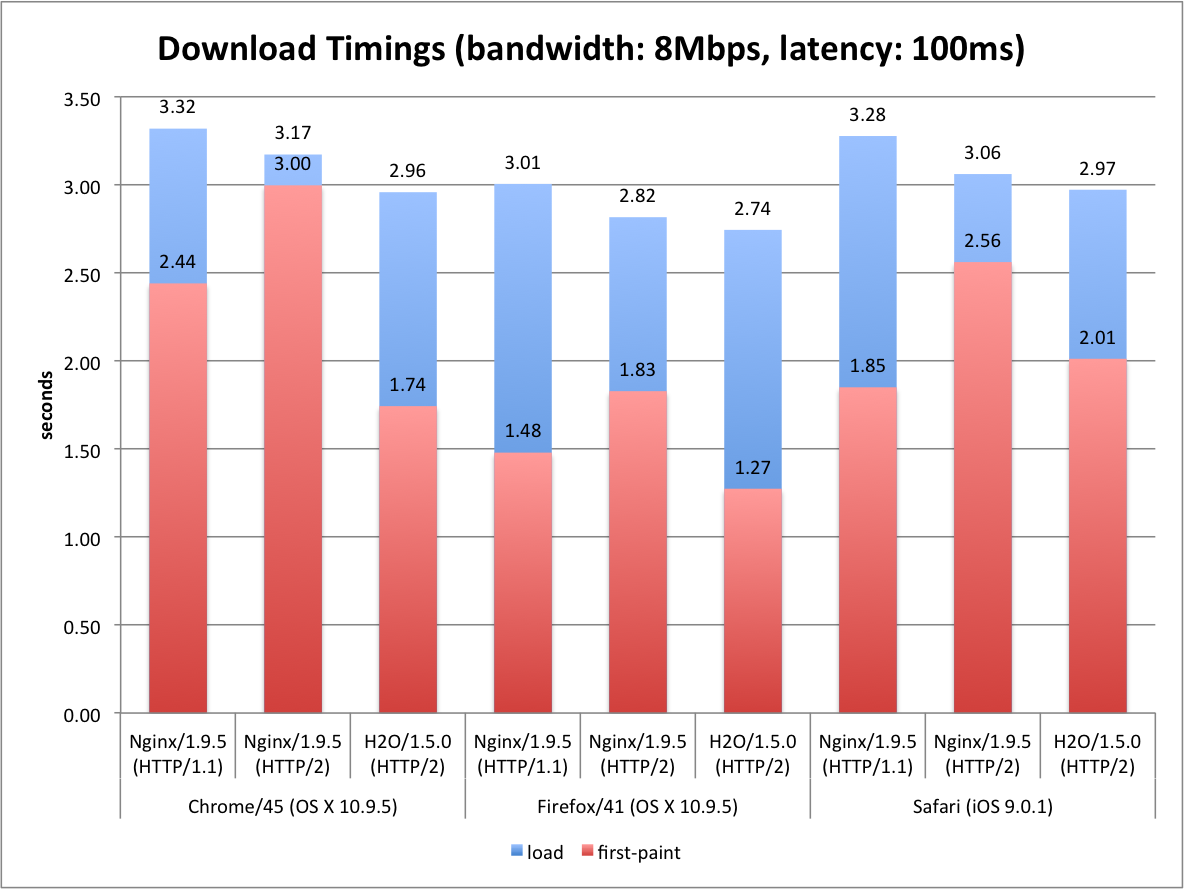 Download Timings (bandwidth: 8Mbps, latency: 100ms)
seconds
3.50
3.00
2.50
2.00
1.50
1.00
0.50
0.00
3.32
2.44
3.17
3.00
2.96
1.74
3.01
1.48
2.82
1.83
2.74
1.27
3.28
1.85
3.06
2.56
2.97
2.01
Nginx/1.9.5
(HTTP/1.1)
Nginx/1.9.5
(HTTP/2)
H2O/1.5.0
(HTTP/2)
Nginx/1.9.5
(HTTP/1.1)
Nginx/1.9.5
(HTTP/2)
H2O/1.5.0
(HTTP/2)
Nginx/1.9.5
(HTTP/1.1)
Nginx/1.9.5
(HTTP/2)
H2O/1.5.0
(HTTP/2)
Chrome/45 (OS X 10.9.5)
Firefox/41 (OS X 10.9.5)
Safari (iOS 9.0.1)
load
first-paint